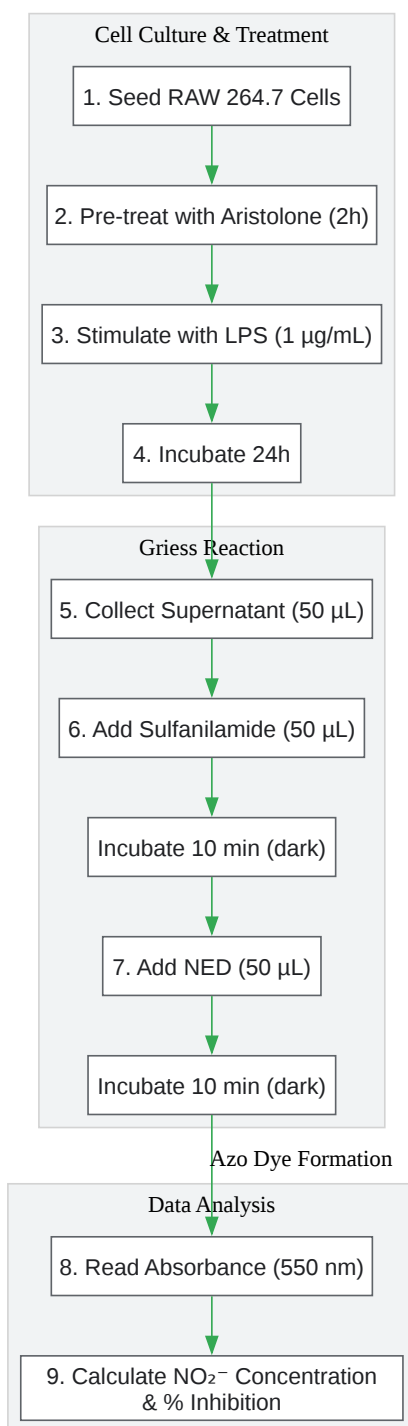 Cell Culture & Treatment
1. Seed RAW 264.7 Cells
2. Pre-treat with Aristolone (2h)
3. Stimulate with LPS (1 µg/mL)
4. Incubate 24h
Griess Reaction
5. Collect Supernatant (50 µL)
6. Add Sulfanilamide (50 µL)
Incubate 10 min (dark)
7. Add NED (50 µL)
Incubate 10 min (dark)
Azo Dye Formation
Data Analysis
8. Read Absorbance (550 nm)
9. Calculate NO₂⁻ Concentration
& % Inhibition